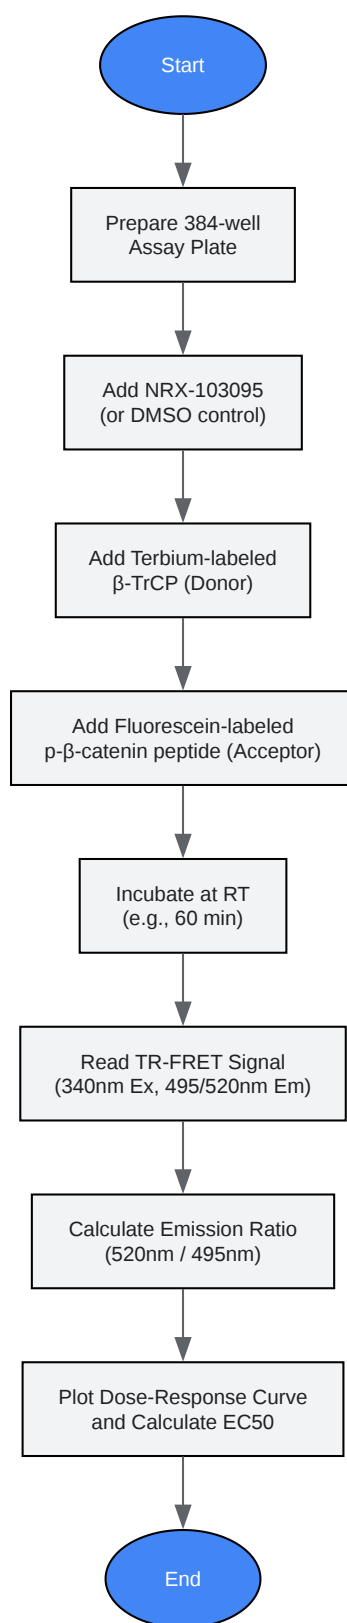 Start
Prepare 384-well
Assay Plate
Add NRX-103095
(or DMSO control)
Add Terbium-labeled
β-TrCP (Donor)
Add Fluorescein-labeled
p-β-catenin peptide (Acceptor)
Incubate at RT
(e.g., 60 min)
Read TR-FRET Signal
(340nm Ex, 495/520nm Em)
Calculate Emission Ratio
(520nm / 495nm)
Plot Dose-Response Curve
and Calculate EC50
End